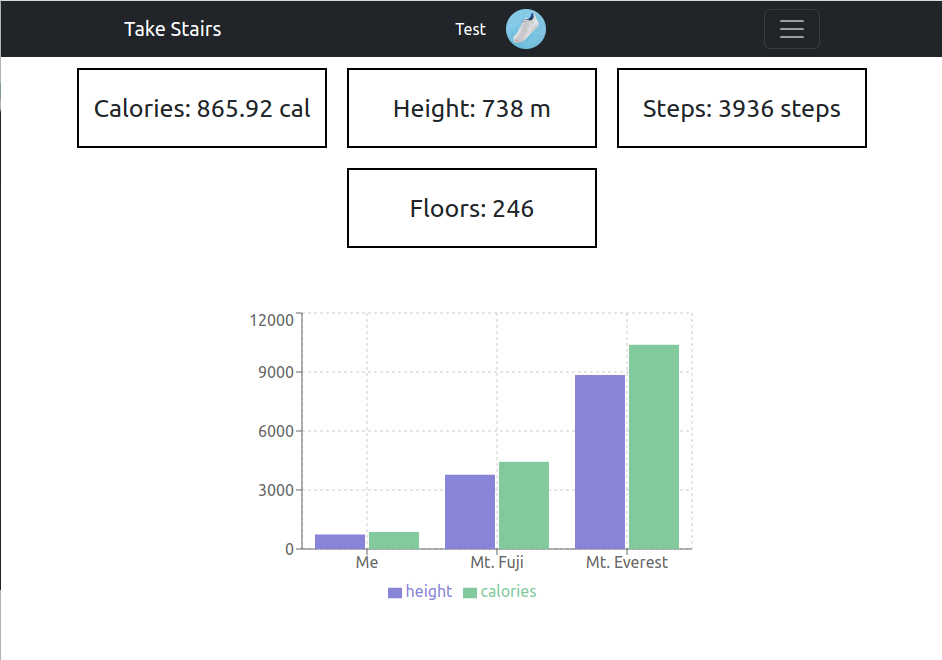 Take Stairs
Test
Calories: 865.92 cal
Height: 738 m
Steps: 3936 steps
Floors: 246
12000
9000
6000
3000
0
Me
Mt. Fuji
Mt. Everest
height
calories